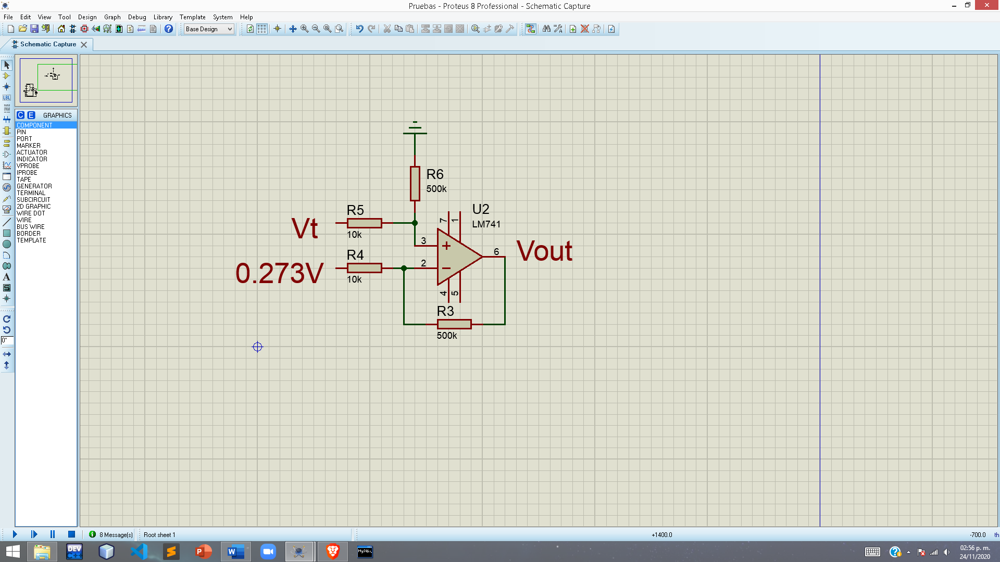 Pruebas - Proteus 8 Professional - Schematic Capture
File Edit View Tool Design Graph Debug Library Template System Help
Base Design
Schematic Capture
LBL
C E GRAPHICS
COMPONENT
PIN
PORT
MARKER
ACTUATOR
INDICATOR
VPROBE
IPROBE
TAPE
GENERATOR
TERMINAL
SUBCIRCUIT
2D GRAPHIC
WIRE DOT
WIRE
BUS WIRE
BORDER
TEMPLATE
A
S
0°
R6
500k
R5
10k
Vt
U2
LM741
7 1
3
R4
10k
0.273V
2
6
Vout
4 5
R3
500k
8 Message(s) Root sheet 1 +1400.0 -700.0 th
DEV
C++
P
W
MySQL
02:56 p. m.
24/11/2020